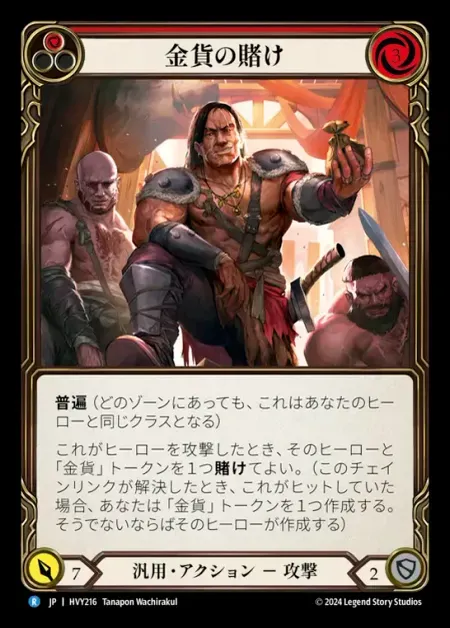 金貨の賭け
3
普遍（どのゾーンにあっても、これはあなたのヒー
ローと同じクラスとなる）
これがヒーローを攻撃したとき、そのヒーローと
「金貨」トークンを１つ賭けてよい。（このチェイ
ンリンクが解決したとき、これがヒットしていた
場合、あなたは「金貨」トークンを１つ作成する。
そうでないならばそのヒーローが作成する）
7
汎用・アクション － 攻撃
2
R JP | HVY216 Tanapon Wachirakul
© 2024 Legend Story Studios